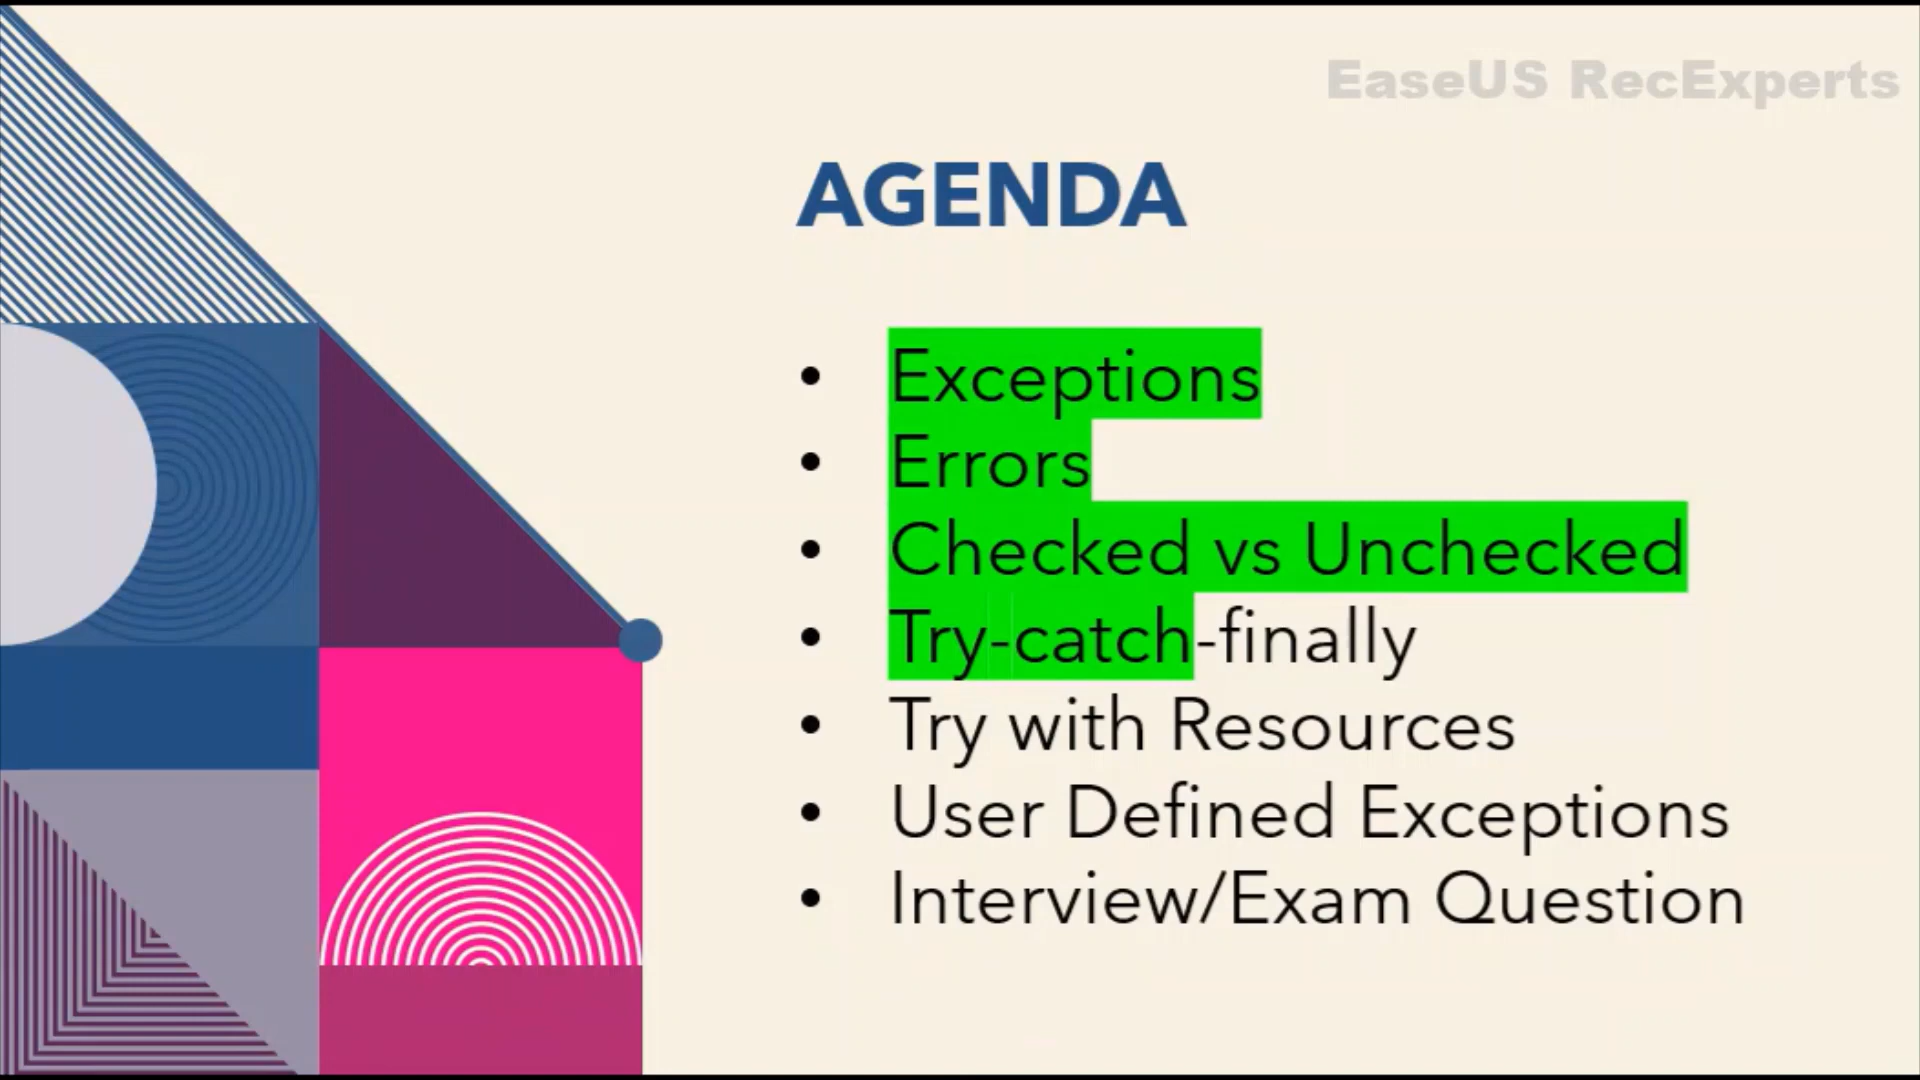 EaseUS RecExperts
AGENDA
• Exceptions
• Errors
• Checked vs Unchecked
• Try-catch-finally
• Try with Resources
• User Defined Exceptions
• Interview/Exam Question